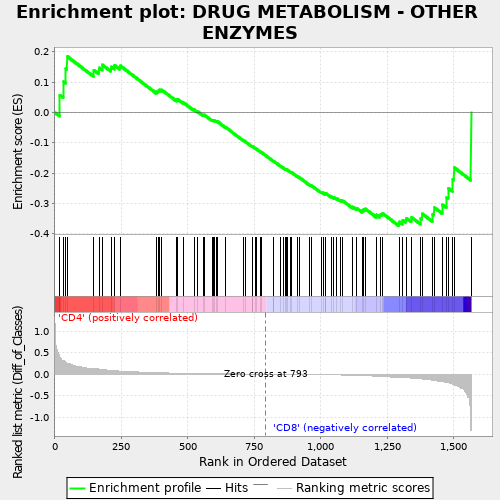 Enrichment plot: DRUG METABOLISM - OTHER
ENZYMES
Enrichment score (ES)
0.2
0.1
0.0
-0.1
-0.2
-0.3
-0.4
'CD4' (positively correlated)
Ranked list metric (Diff_of_Classes)
1.0
0.5
0.0
-0.5
-1.0
Zero cross at 793
'CD8' (negatively correlated)
0 250 500 750 1,000 1,250 1,500
Rank in Ordered Dataset
Enrichment profile Hits Ranking metric scores